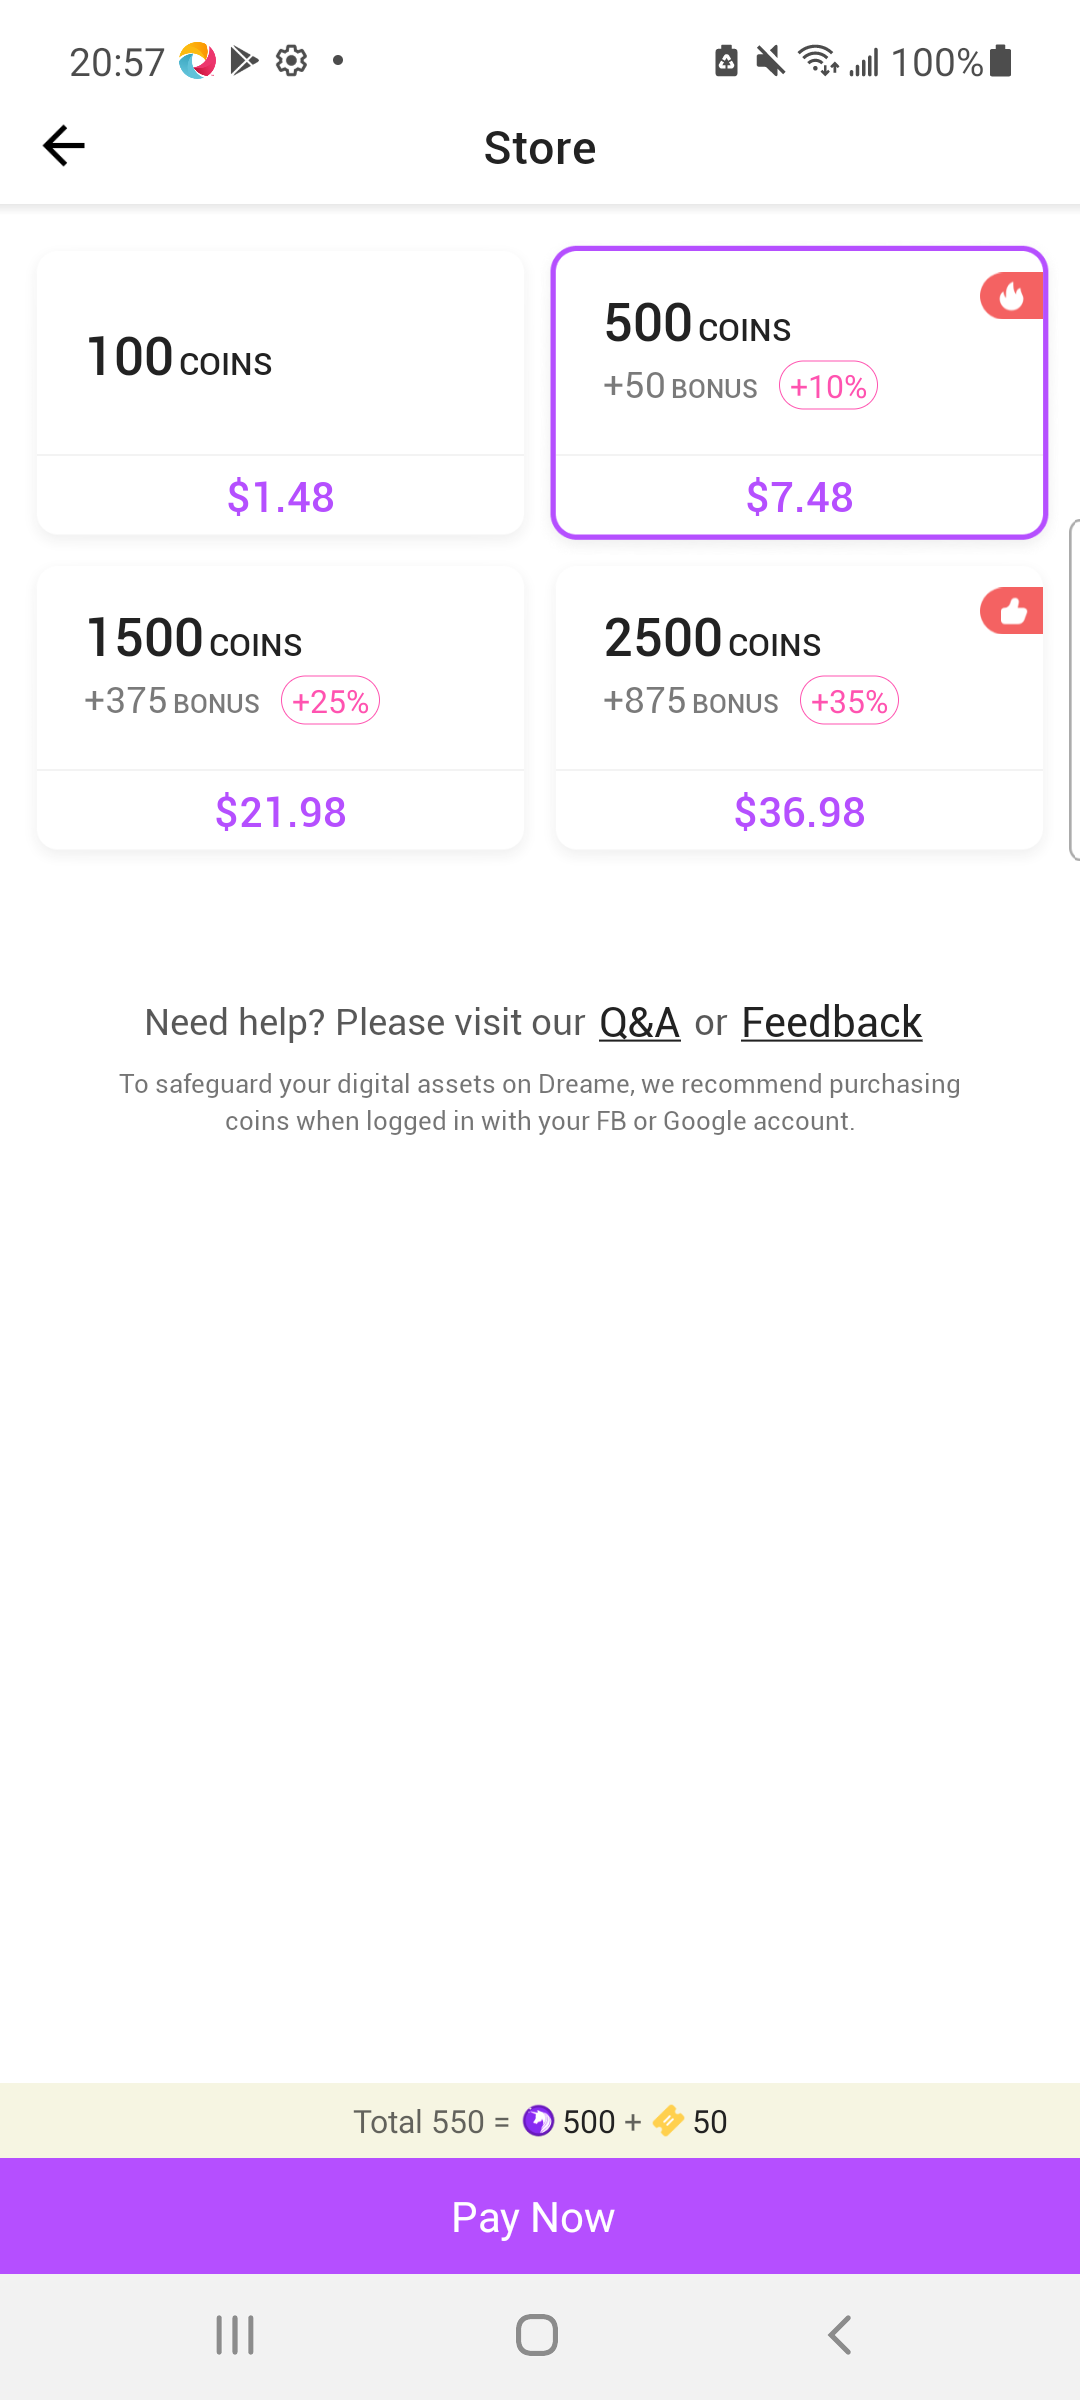 20:57 100%
Store
100 COINS
$1.48
500 COINS
+50 BONUS +10%
$7.48
1500 COINS
+375 BONUS +25%
$21.98
2500 COINS
+875 BONUS +35%
$36.98
Need help? Please visit our Q&A or Feedback
To safeguard your digital assets on Dreame, we recommend purchasing
coins when logged in with your FB or Google account.
Total 550 = 500 + 50
Pay Now